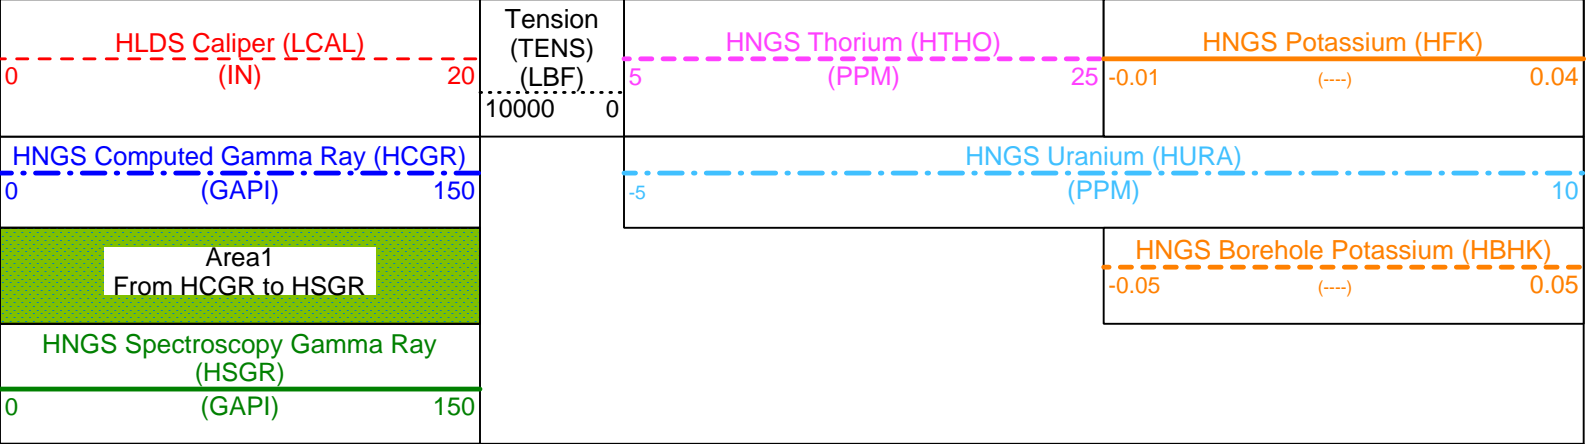 HLDS Caliper (LCAL)
0 (IN) 20
Tension
(TENS)
(LBF)
10000 0
HNGS Thorium (HTHO)
5 (PPM) 25
HNGS Potassium (HFK)
-0.01 (----) 0.04
HNGS Computed Gamma Ray (HCGR)
0 (GAPI) 150
HNGS Uranium (HURA)
-5 (PPM) 10
Area1
From HCGR to HSGR
HNGS Borehole Potassium (HBHK)
-0.05 (----) 0.05
HNGS Spectroscopy Gamma Ray
(HSGR)
0 (GAPI) 150